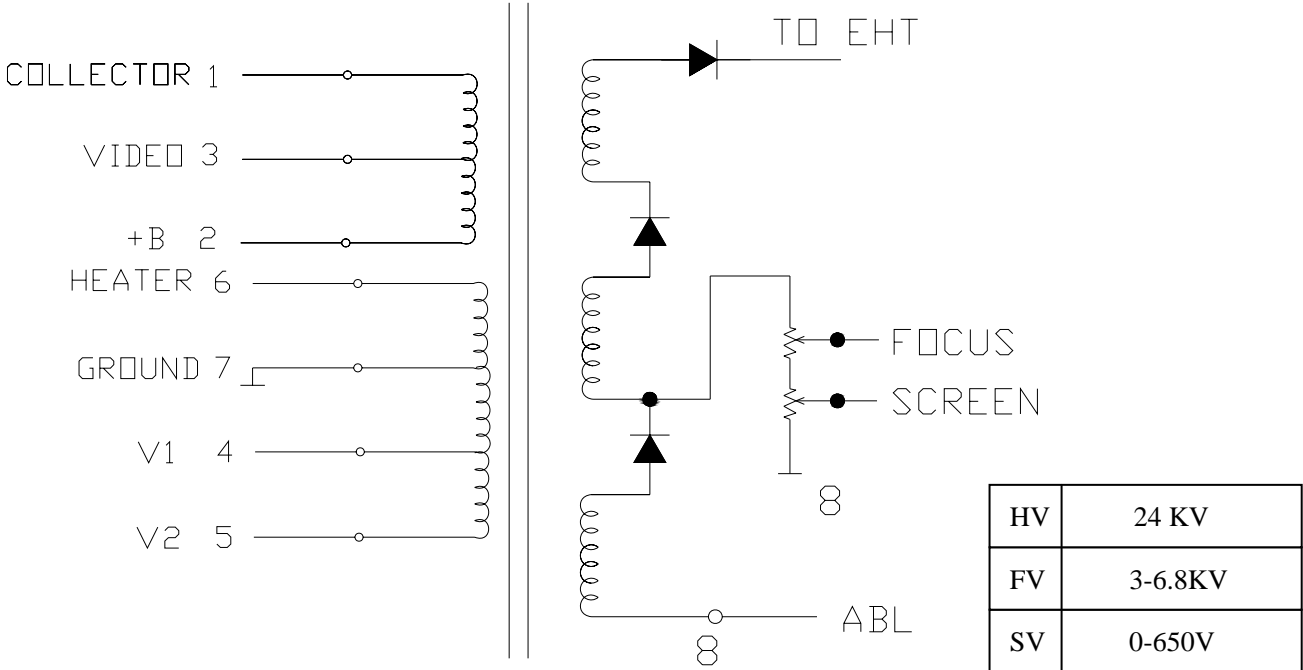 TO EHT
COLLECTOR 1
VIDEO 3
+B 2
HEATER 6
GROUND 7
V1 4
V2 5
FOCUS
SCREEN
8
ABL
8
HV 24 KV
FV 3-6.8KV
SV 0-650V